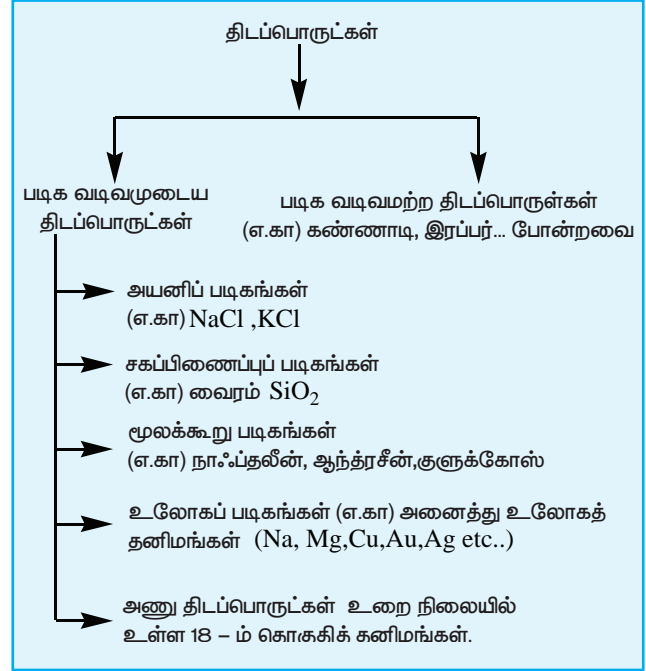 திடப்பொருட்கள்
படிக வடிவமுடைய
திடப்பொருட்கள்
படிக வடிவமற்ற திடப்பொருள்கள்
(எ.கா) கண்ணாடி, இரப்பர்... போன்றவை
அயனிப் படிகங்கள்
(எ.கா) NaCl ,KCl
சகப்பிணைப்புப் படிகங்கள்
(எ.கா) வைரம் SiO₂
மூலக்கூறு படிகங்கள்
(எ.கா) நாஃப்தலீன், ஆந்த்ரசீன்,குளுக்கோஸ்
உலோகப் படிகங்கள் (எ.கா) அனைத்து உலோகத்
தனிமங்கள் (Na, Mg,Cu,Au,Ag etc..)
அணு திடப்பொருட்கள் உறை நிலையில்
உள்ள 18 – ம் தொகுதிக் தனிமங்கள்.